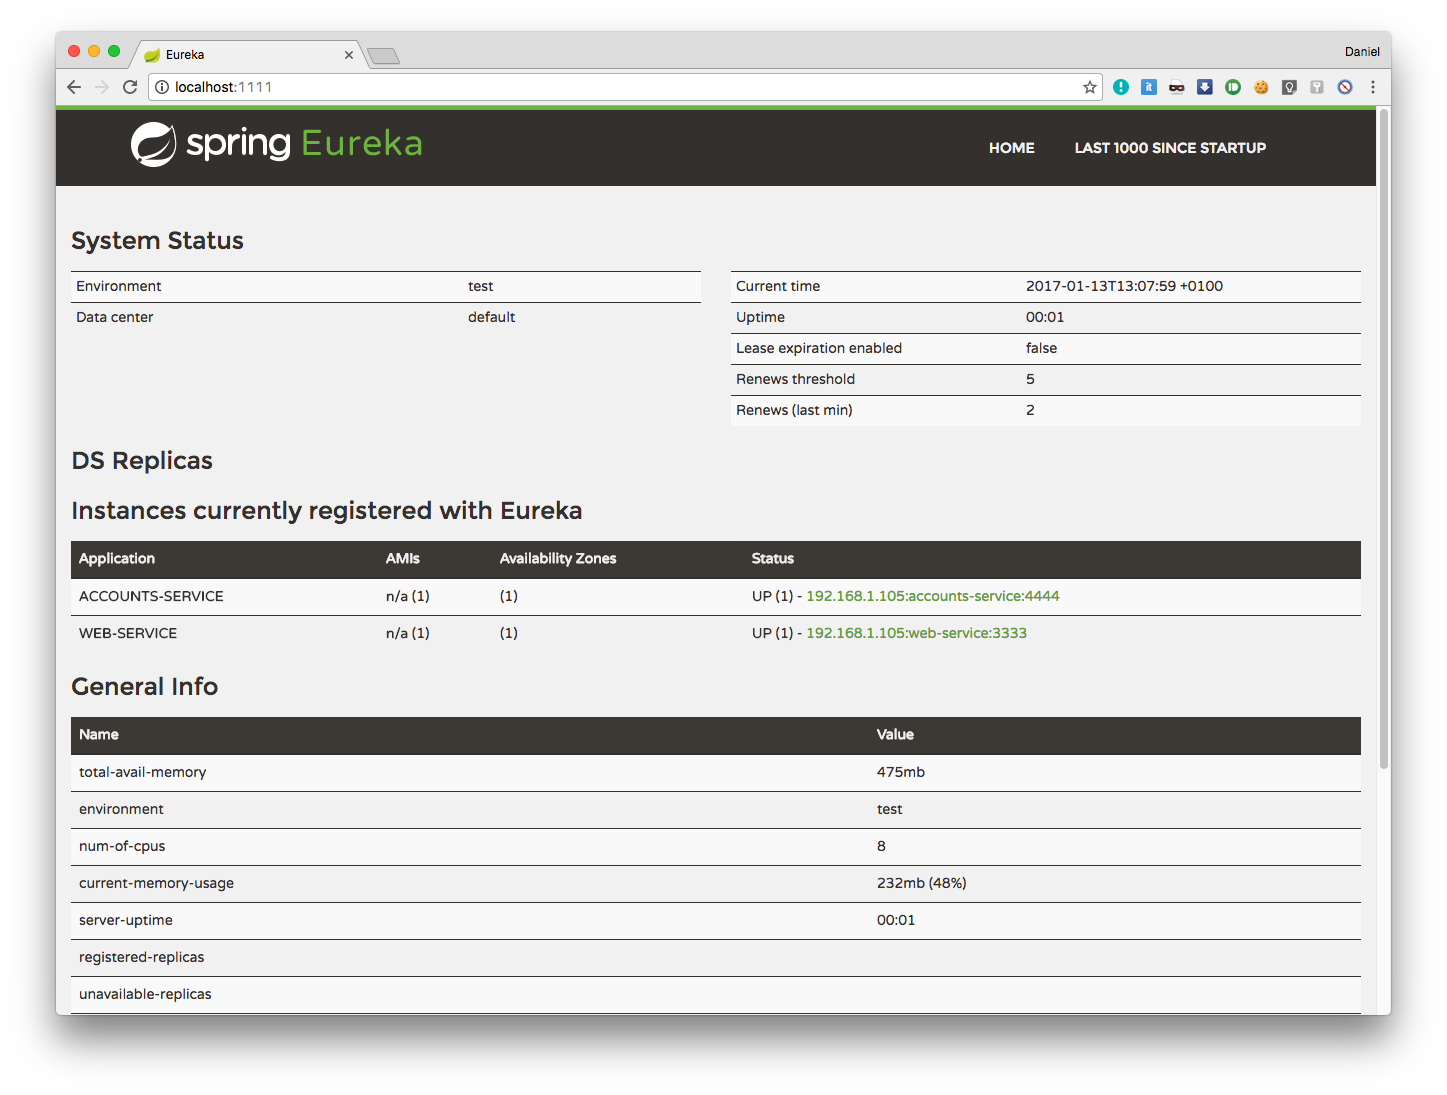 Eureka
Daniel
localhost:1111
spring Eureka
HOME
LAST 1000 SINCE STARTUP
System Status
Environment test
Data center default
Current time 2017-01-13T13:07:59 +0100
Uptime 00:01
Lease expiration enabled false
Renews threshold 5
Renews (last min) 2
DS Replicas
Instances currently registered with Eureka
Application AMIs Availability Zones Status
ACCOUNTS-SERVICE n/a (1) (1) UP (1) - 192.168.1.105:accounts-service:4444
WEB-SERVICE n/a (1) (1) UP (1) - 192.168.1.105:web-service:3333
General Info
Name Value
total-avail-memory 475mb
environment test
num-of-cpus 8
current-memory-usage 232mb (48%)
server-uptime 00:01
registered-replicas
unavailable-replicas